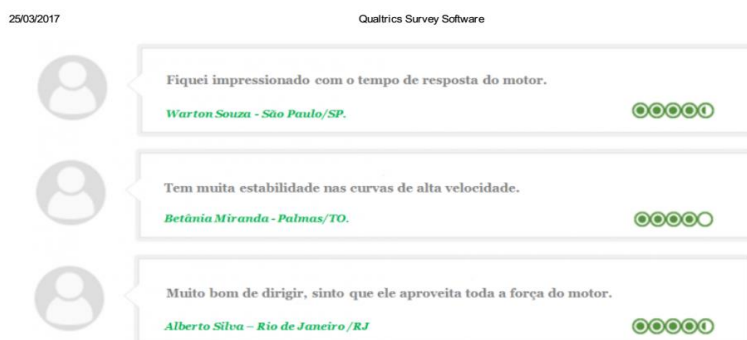 25/03/2017 Qualtrics Survey Software
Fiquei impressionado com o tempo de resposta do motor.
Warton Souza - São Paulo/SP.
Tem muita estabilidade nas curvas de alta velocidade.
Betânia Miranda - Palmas/TO.
Muito bom de dirigir, sinto que ele aproveita toda a força do motor.
Alberto Silva – Rio de Janeiro /RJ